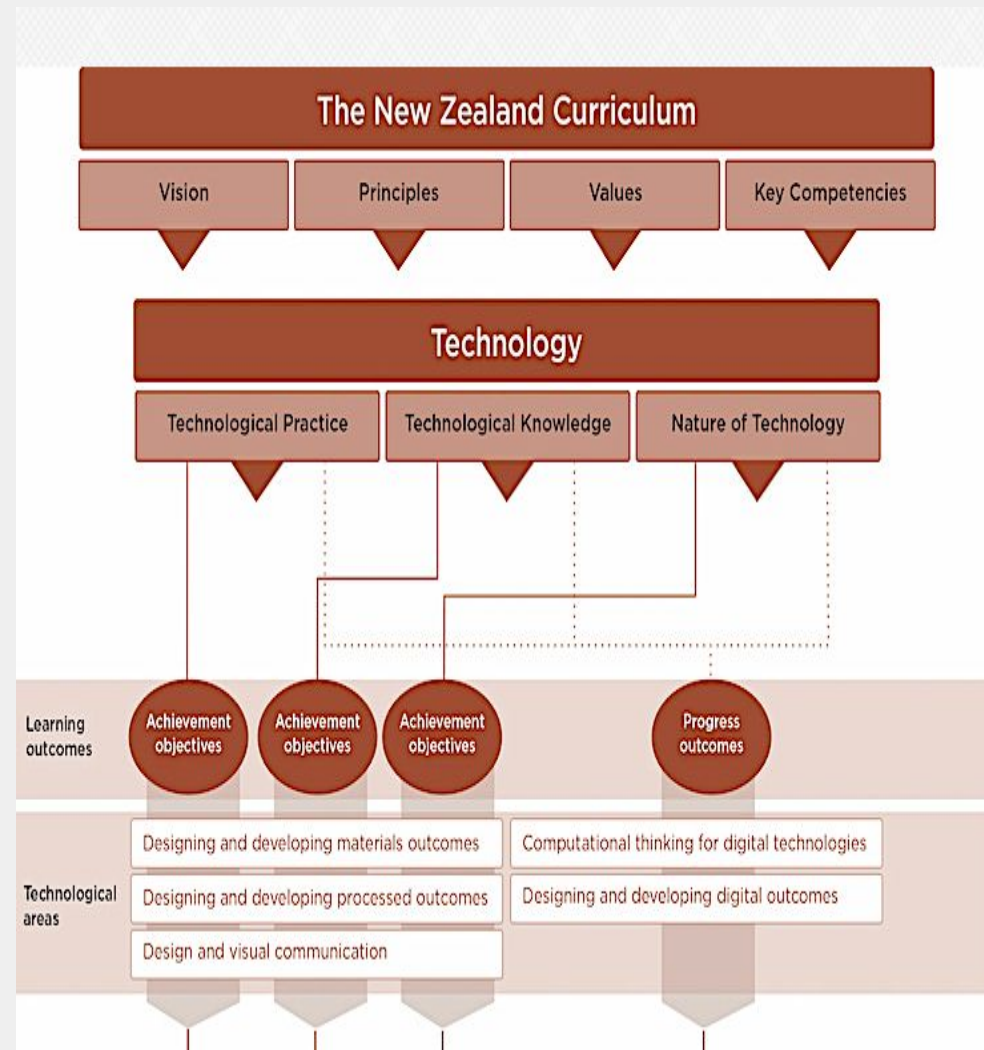 The New Zealand Curriculum
Vision
Principles
Values
Key Competencies
Technology
Technological Practice
Technological Knowledge
Nature of Technology
Learning
outcomes
Achievement
objectives
Achievement
objectives
Achievement
objectives
Progress
outcomes
Technological
areas
Designing and developing materials outcomes
Designing and developing processed outcomes
Design and visual communication
Computational thinking for digital technologies
Designing and developing digital outcomes